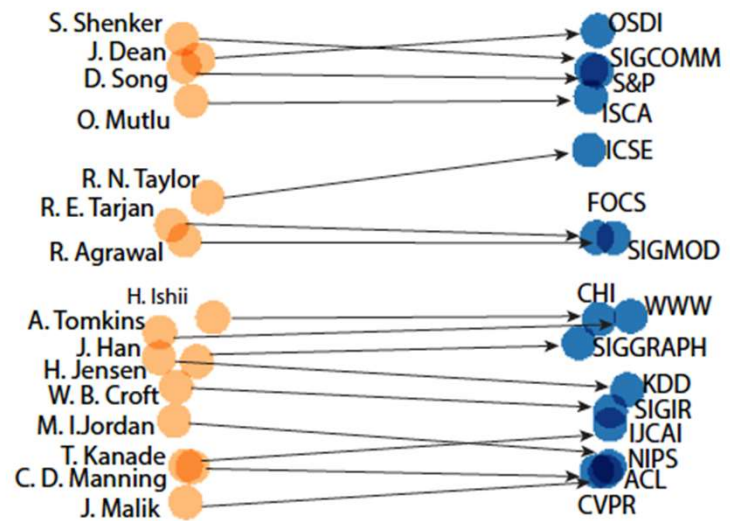 S. Shenker
OSDI
J. Dean
SIGCOMM
D. Song
S&P
O. Mutlu
ISCA
ICSE
R. N. Taylor
R. E. Tarjan
FOCS
R. Agrawal
SIGMOD
H. Ishii
CHI
WWW
A. Tomkins
J. Han
SIGGRAPH
H. Jensen
KDD
W. B. Croft
SIGIR
M. I.Jordan
IJCAI
T. Kanade
NIPS
C. D. Manning
ACL
J. Malik
CVPR